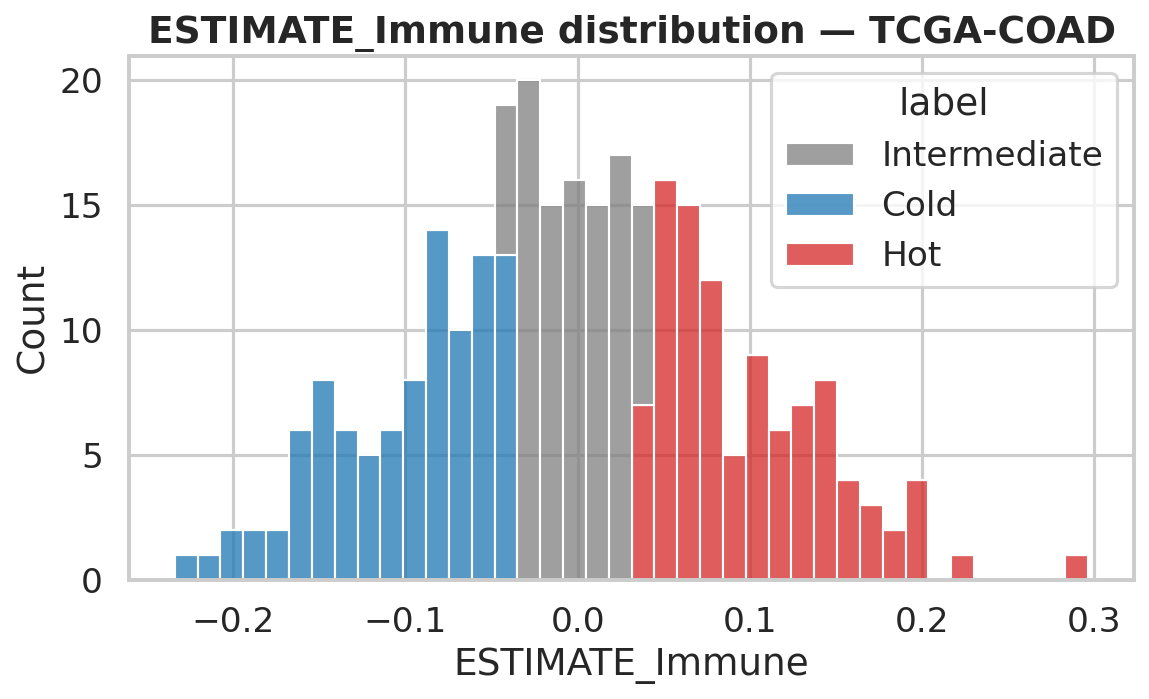 ESTIMATE_Immune distribution — TCGA-COAD
label
Intermediate
Cold
Hot
Count
20
15
10
5
0
−0.2
−0.1
0.0
0.1
0.2
0.3
ESTIMATE_Immune